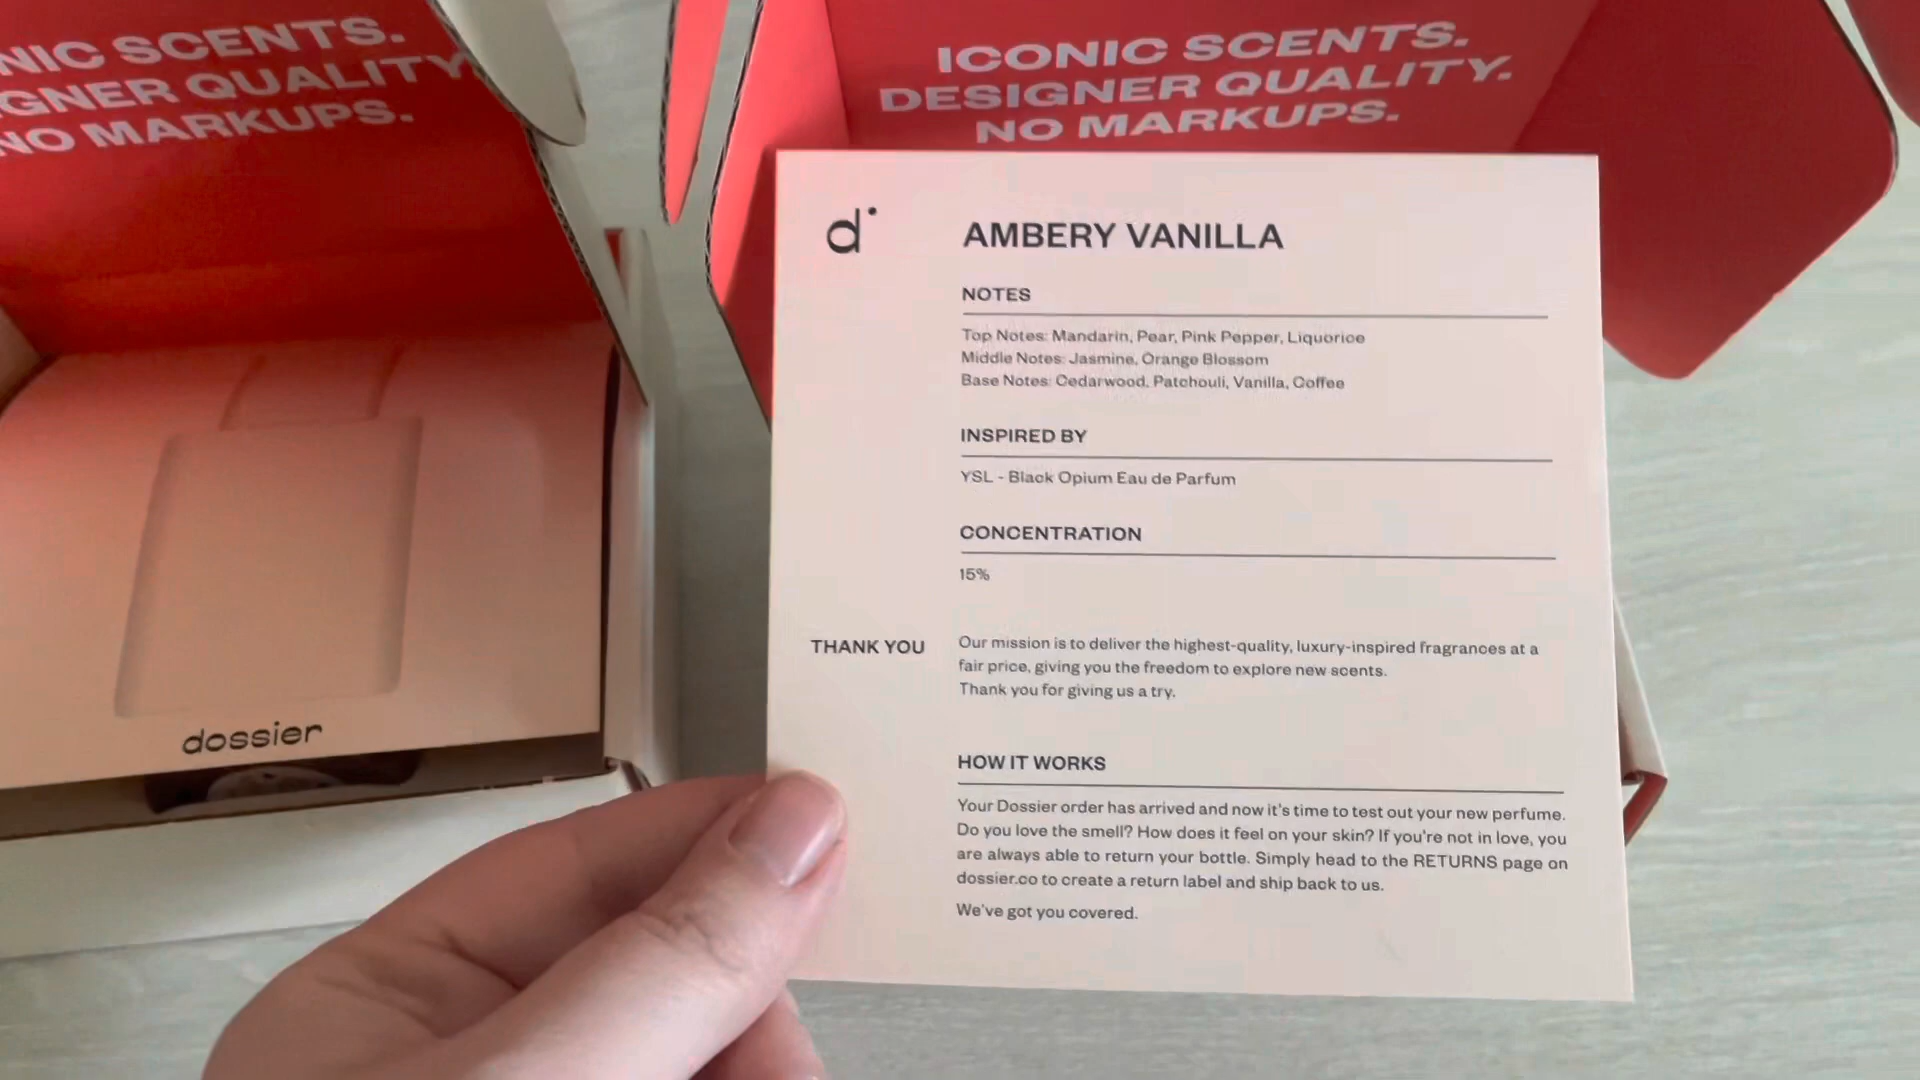 NIC SCENTS.
GNER QUALITY
NO MARKUPS.
ICONIC SCENTS.
DESIGNER QUALITY.
NO MARKUPS.
d·
AMBERY VANILLA
NOTES
Top Notes: Mandarin, Pear, Pink Pepper, Liquorice
Middle Notes: Jasmine, Orange Blossom
Base Notes: Cedarwood, Patchouli, Vanilla, Coffee
INSPIRED BY
YSL - Black Opium Eau de Parfum
CONCENTRATION
15%
THANK YOU
Our mission is to deliver the highest-quality, luxury-inspired fragrances at a
fair price, giving you the freedom to explore new scents.
Thank you for giving us a try.
HOW IT WORKS
Your Dossier order has arrived and now it's time to test out your new perfume.
Do you love the smell? How does it feel on your skin? If you're not in love, you
are always able to return your bottle. Simply head to the RETURNS page on
dossier.co to create a return label and ship back to us.
We've got you covered.
dossier